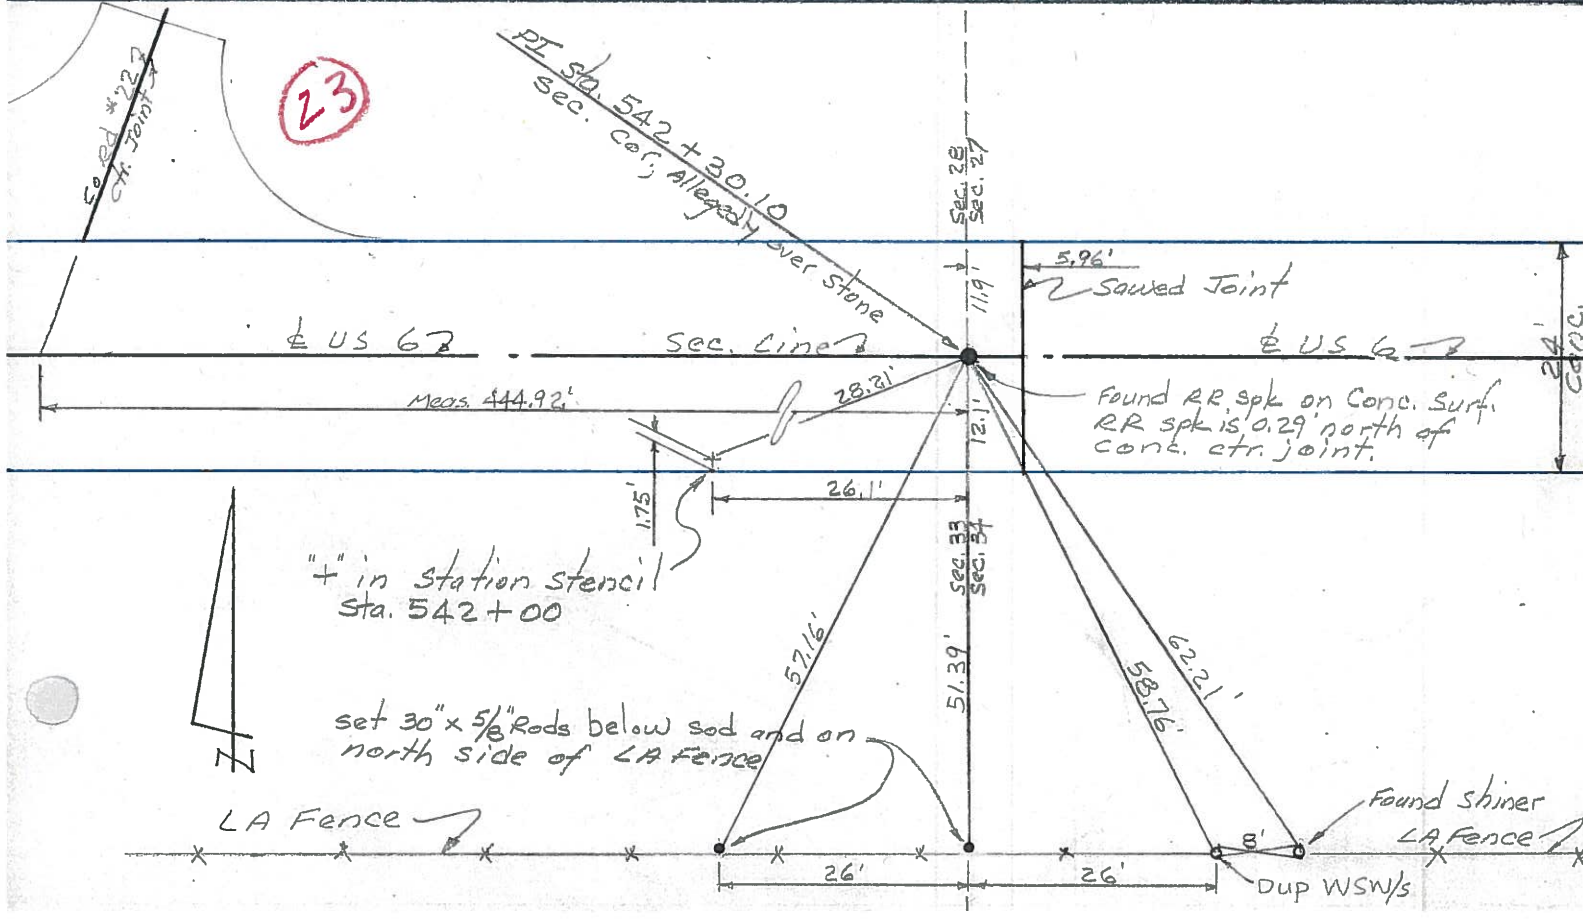 23
Co Rd #22
Ctr. Joint
PI Sta. 542+30.10
Sec. Cor, Allegedly over Stone
Sec. 28
Sec. 27
5.96'
Sawed Joint
11.9'
℄ US 6
Sec. Line
℄ US 6
24'
Conc.
Meas. 444.92'
28.21'
12.1'
Found RR spk on Conc. Surf.
RR spk is 0.29' north of
conc. ctr. joint.
1.75'
26.1'
Sec. 33
Sec. 34
"+" in Station Stencil
Sta. 542+00
57.16'
51.39'
58.76'
62.21'
set 30" x 5/8" Rods below sod and on
north side of LA Fence
N
LA Fence
Found Shiner
LA Fence
8'
26'
26'
Dup WSW/s